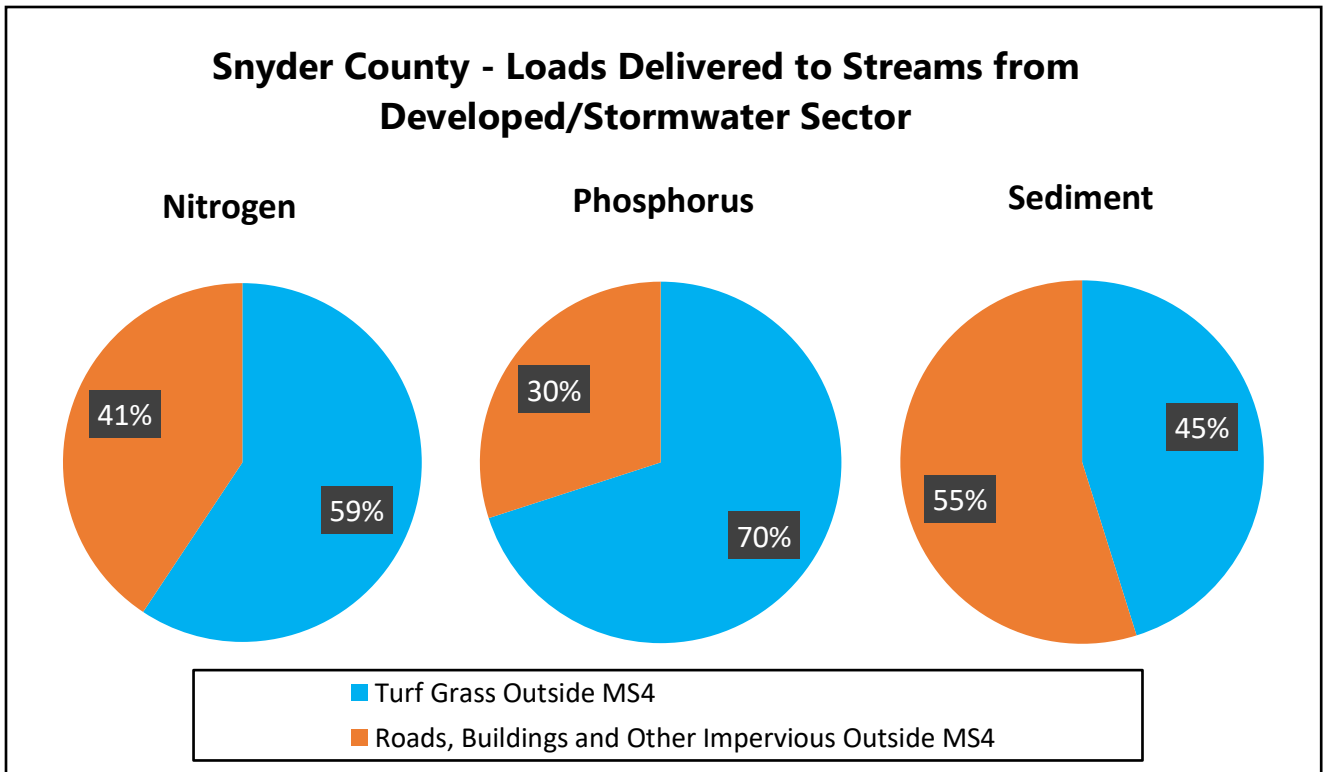 Snyder County - Loads Delivered to Streams from
Developed/Stormwater Sector
Nitrogen
Phosphorus
Sediment
41%
59%
30%
70%
55%
45%
Turf Grass Outside MS4
Roads, Buildings and Other Impervious Outside MS4